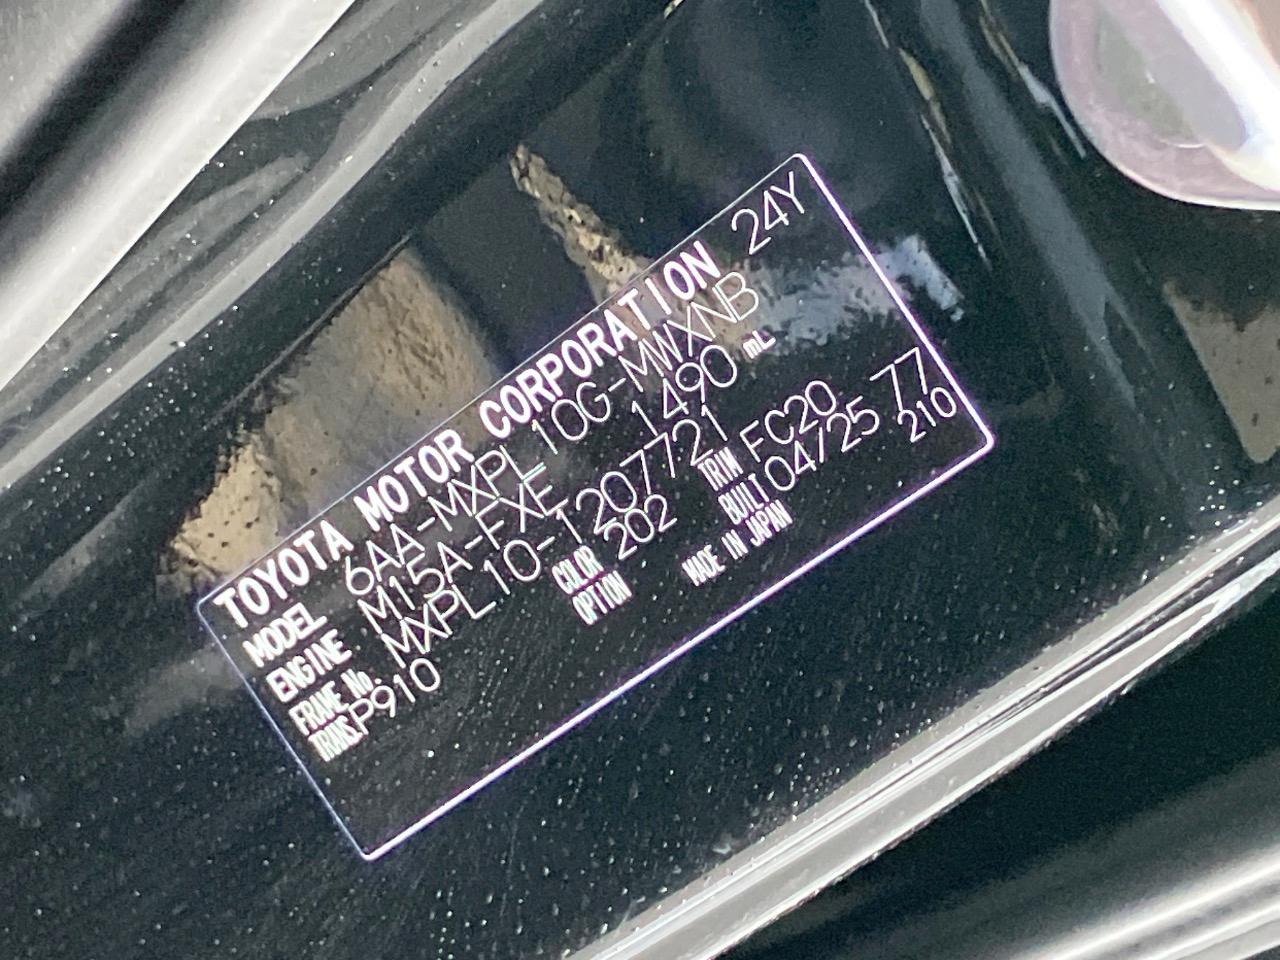 TOYOTA MOTOR CORPORATION 24Y
MODEL 6AA-MXPL10G-MWXNB
ENGINE M15A-FXE 1490 mL
FRAME No. MXPL10-1207721
TRANS. P910 COLOR 202 TRIM FC20
OPTION BUILT 04/25 77
MADE IN JAPAN 210